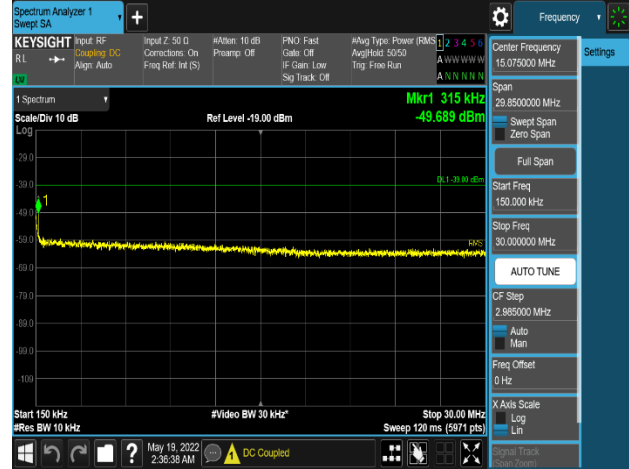 Spectrum Analyzer 1
Swept SA
Frequency
KEYSIGHT
RL
Input: RF
Coupling: DC
Align: Auto
Input Z: 50 Ω
Corrections: On
Freq Ref: Int (S)
#Atten: 10 dB
Preamp: Off
PNO: Fast
Gate: Off
IF Gain: Low
Sig Track: Off
#Avg Type: Power (RMS
Avg|Hold: 50/50
Trig: Free Run
1 2 3 4 5 6
A W W W W W
A N N N N N
LXI
1 Spectrum
Scale/Div 10 dB
Ref Level -19.00 dBm
Mkr1 315 kHz
-49.689 dBm
Log
-29.0
-39.0
-49.0
-59.0
-69.0
-79.0
-89.0
-99.0
-109
DL1 -39.00 dBm
1
RMS
Start 150 kHz
#Res BW 10 kHz
#Video BW 30 kHz*
Stop 30.00 MHz
Sweep 120 ms (5971 pts)
Center Frequency
15.075000 MHz
Settings
Span
29.8500000 MHz
Swept Span
Zero Span
Full Span
Start Freq
150.000 kHz
Stop Freq
30.000000 MHz
AUTO TUNE
CF Step
2.985000 MHz
Auto
Man
Freq Offset
0 Hz
X Axis Scale
Log
Lin
Signal Track
(Span Zoom)
?
May 19, 2022
2:36:38 AM
DC Coupled